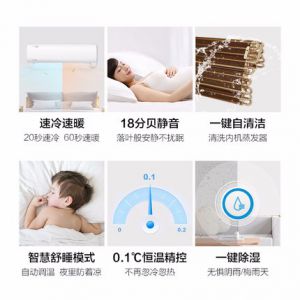 速冷速暖
20秒速冷 60秒速暖
18分贝静音
落叶般安静不扰眠
一键自清洁
清洗内机蒸发器
智慧舒睡模式
自动调温 夜里防着凉
0.1
0
0.2
0.1℃恒温精控
不再忽冷忽热
一键除湿
无惧阴雨/梅雨天